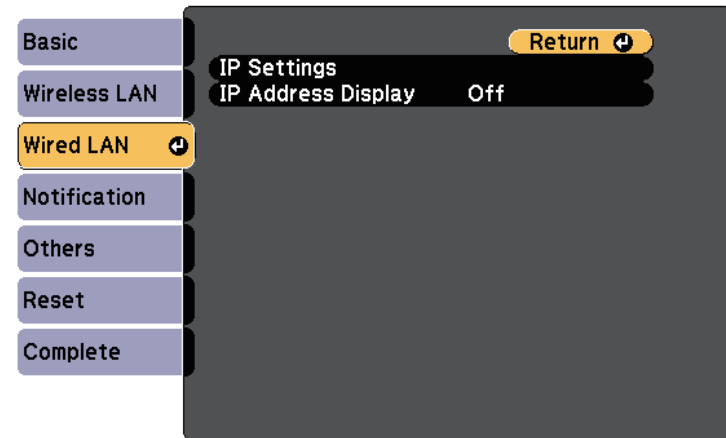 Basic
Wireless LAN
Wired LAN
Notification
Others
Reset
Complete
Return
IP Settings
IP Address Display Off